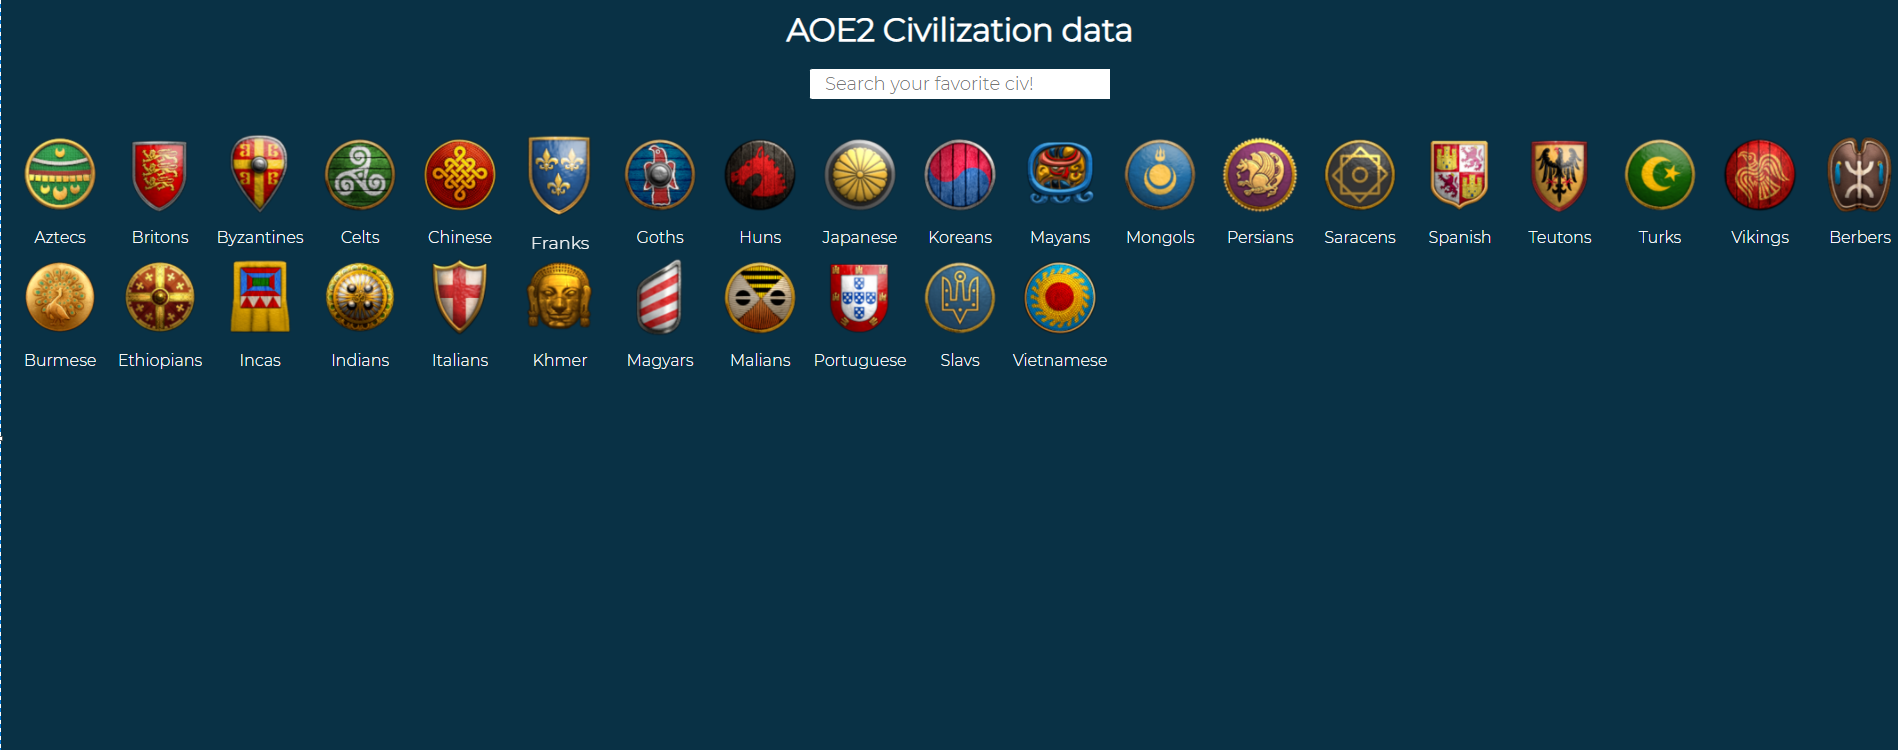 AOE2 Civilization data
Search your favorite civ!
Aztecs Britons Byzantines Celts Chinese Franks Goths Huns Japanese Koreans Mayans Mongols Persians Saracens Spanish Teutons Turks Vikings Berbers
Burmese Ethiopians Incas Indians Italians Khmer Magyars Malians Portuguese Slavs Vietnamese